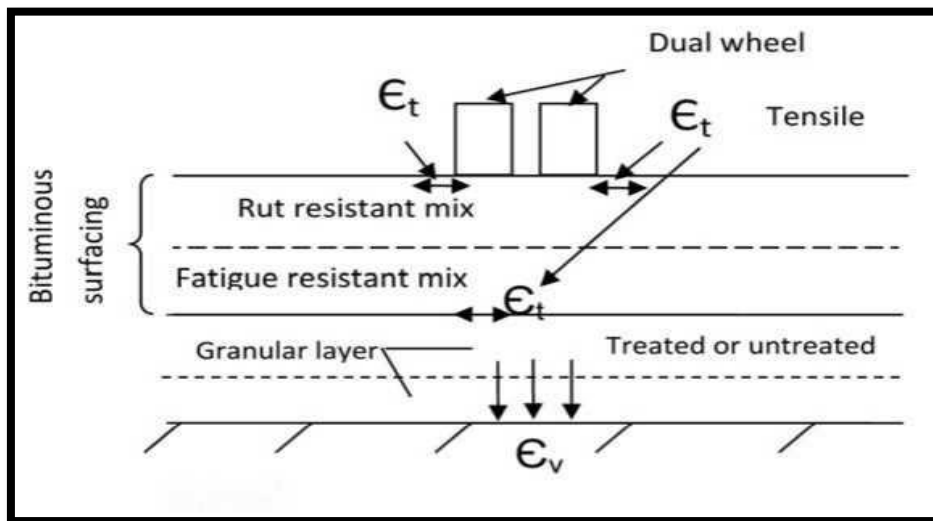 Dual wheel
Єt
Єt
Tensile
Bituminous
surfacing
Rut resistant mix
Fatigue resistant mix
Єt
Granular layer
Treated or untreated
Єv